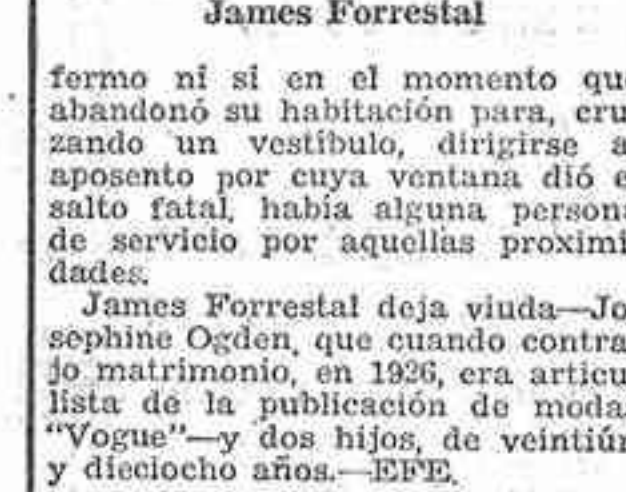 James Forrestal
fermo ni si en el momento qu
abandonó su habitación para, cru
zando un vestíbulo, dirigirse a
aposento por cuya ventana dió e
salto fatal, había alguna person
de servicio por aquellas proximi
dades.
James Forrestal deja viuda—Jo
sephine Ogden, que cuando contra
jo matrimonio, en 1926, era articu
lista de la publicación de moda
"Vogue"—y dos hijos, de veintiún
y dieciocho años.—EFE.